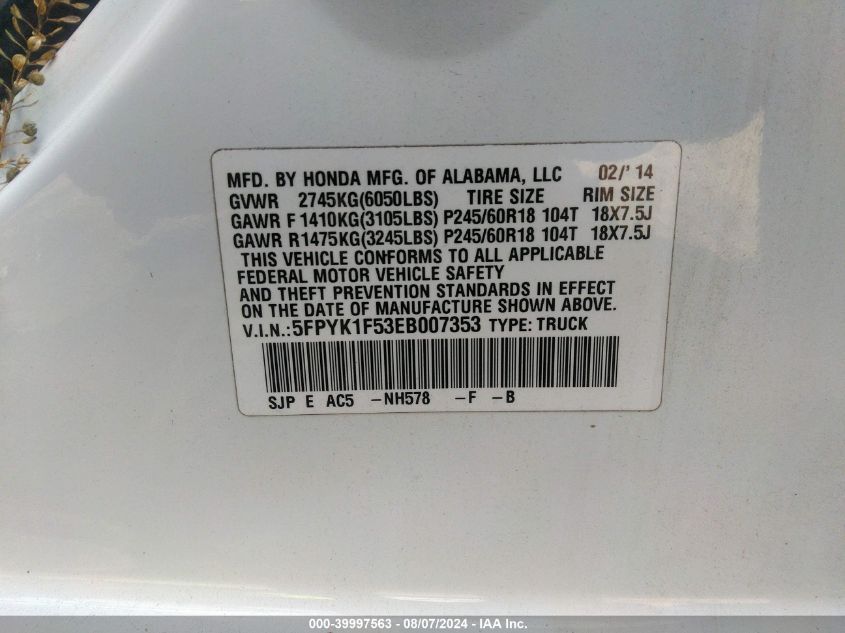 MFD. BY HONDA MFG. OF ALABAMA, LLC 02/' 14
GVWR 2745KG(6050LBS) TIRE SIZE RIM SIZE
GAWR F 1410KG(3105LBS) P245/60R18 104T 18X7.5J
GAWR R1475KG(3245LBS) P245/60R18 104T 18X7.5J
THIS VEHICLE CONFORMS TO ALL APPLICABLE
FEDERAL MOTOR VEHICLE SAFETY
AND THEFT PREVENTION STANDARDS IN EFFECT
ON THE DATE OF MANUFACTURE SHOWN ABOVE.
V.I.N.:5FPYK1F53EB007353 TYPE: TRUCK
SJP E AC5 -NH578 -F -B
000-39997563 - 08/07/2024 - IAA, Inc.